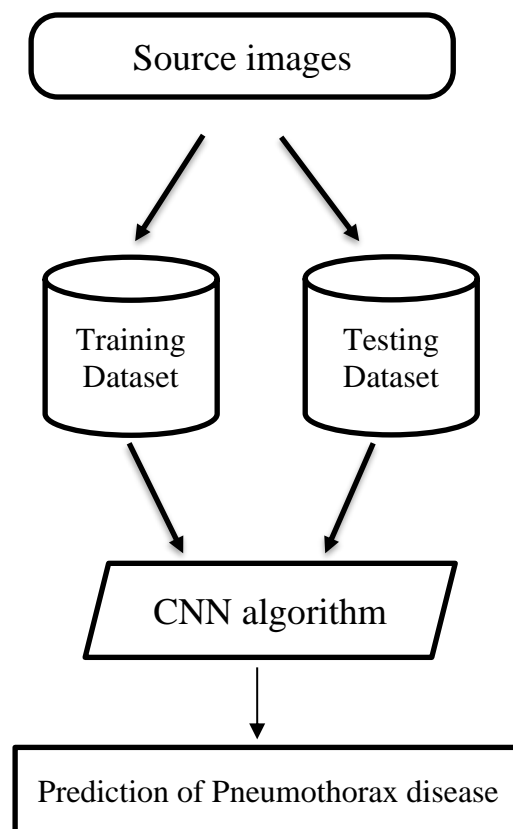 Source images
Training
Dataset
Testing
Dataset
CNN algorithm
Prediction of Pneumothorax disease